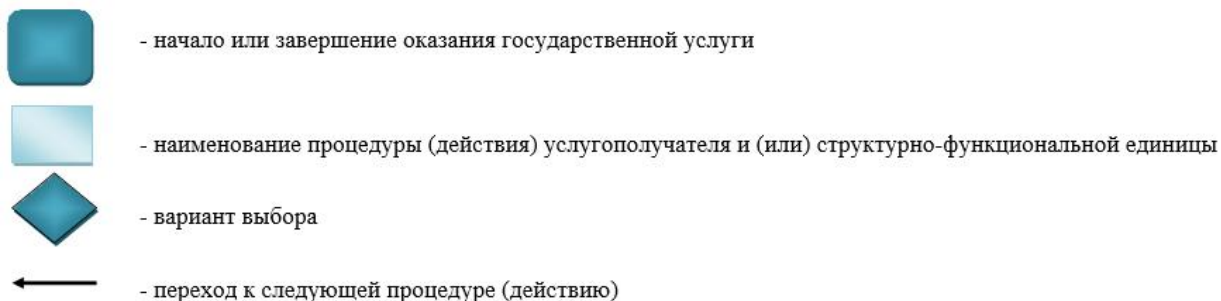 - начало или завершение оказания государственной услуги
- наименование процедуры (действия) услугополучателя и (или) структурно-функциональной единицы
- вариант выбора
- переход к следующей процедуре (действию)